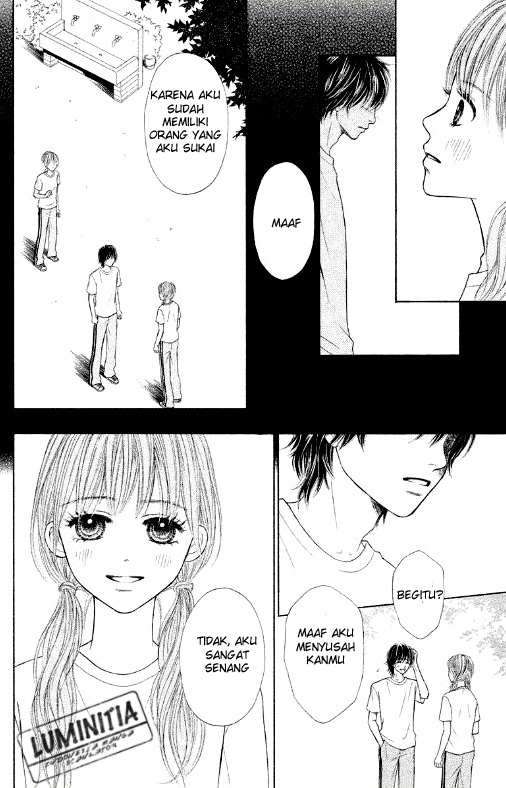 MAAF
KARENA AKU
SUDAH
MEMILIKI
ORANG YANG
AKU SUKAI
BEGITU?
MAAF AKU
MENYUSAH
KANMU
TIDAK, AKU
SANGAT
SENANG
LUMINITIA